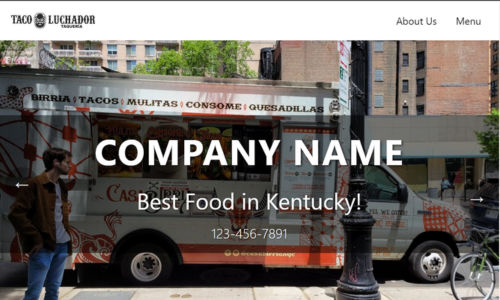 TACO LUCHADOR
TAQUERÍA
About Us
Menu
BIRRIA TACOS MULITAS CONSOME QUESADILLAS
COMPANY NAME
Best Food in Kentucky!
123-456-7891